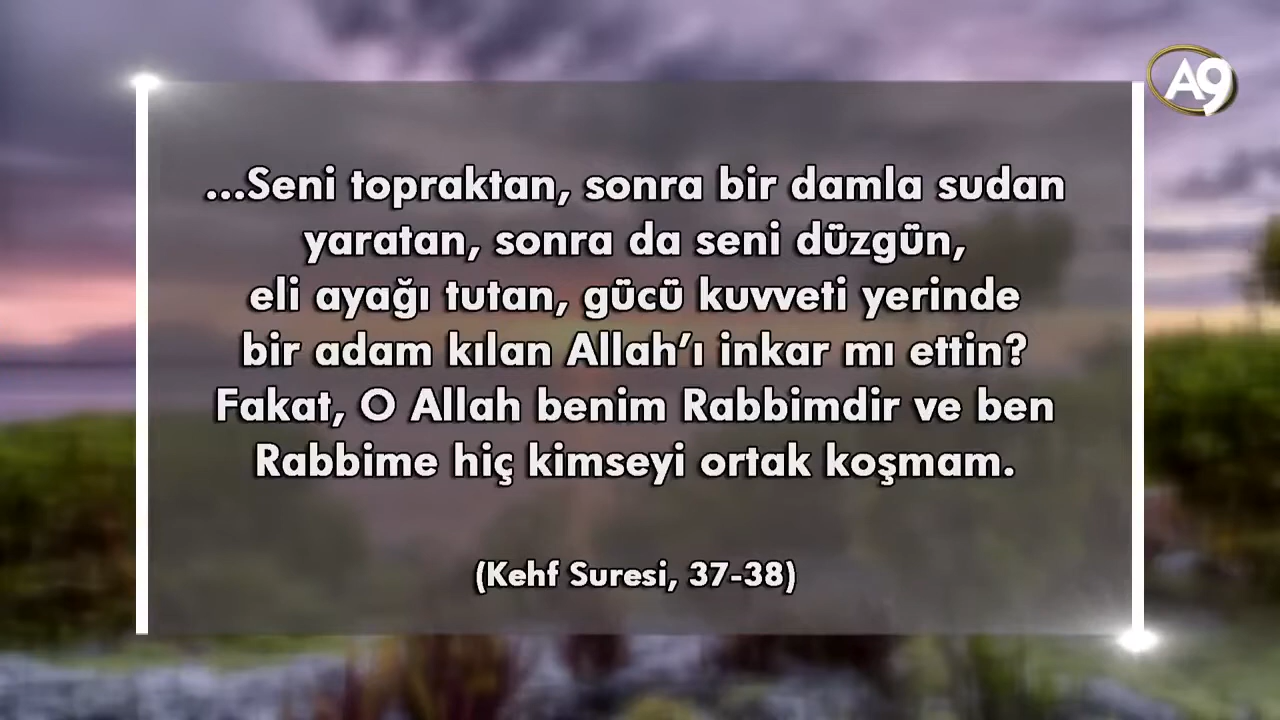 A9
...Seni topraktan, sonra bir damla sudan
yaratan, sonra da seni düzgün,
eli ayağı tutan, gücü kuvveti yerinde
bir adam kılan Allah’ı inkar mı ettin?
Fakat, O Allah benim Rabbimdir ve ben
Rabbime hiç kimseyi ortak koşmam.
(Kehf Suresi, 37-38)